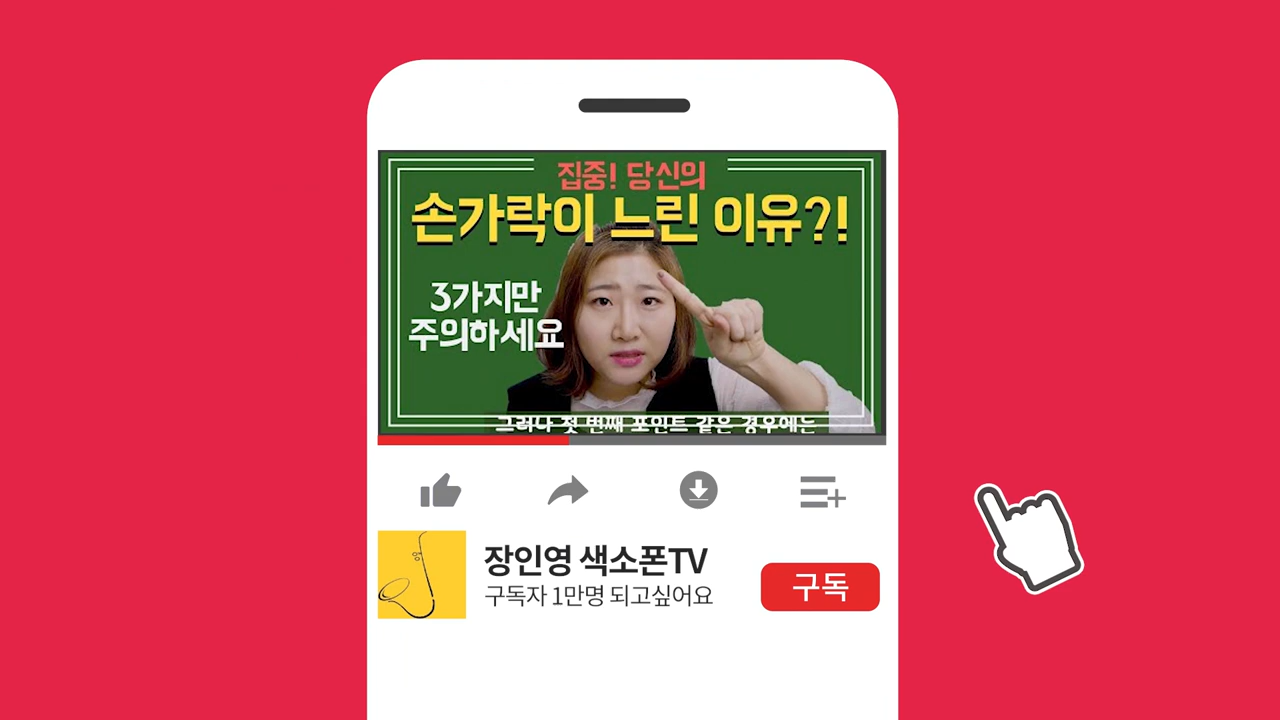 집중! 당신의
손가락이 느린 이유?!
3가지만
주의하세요
그러나 첫 번째 포인트 같은 경우에는
영
장인영 색소폰TV
구독자 1만명 되고싶어요
구독